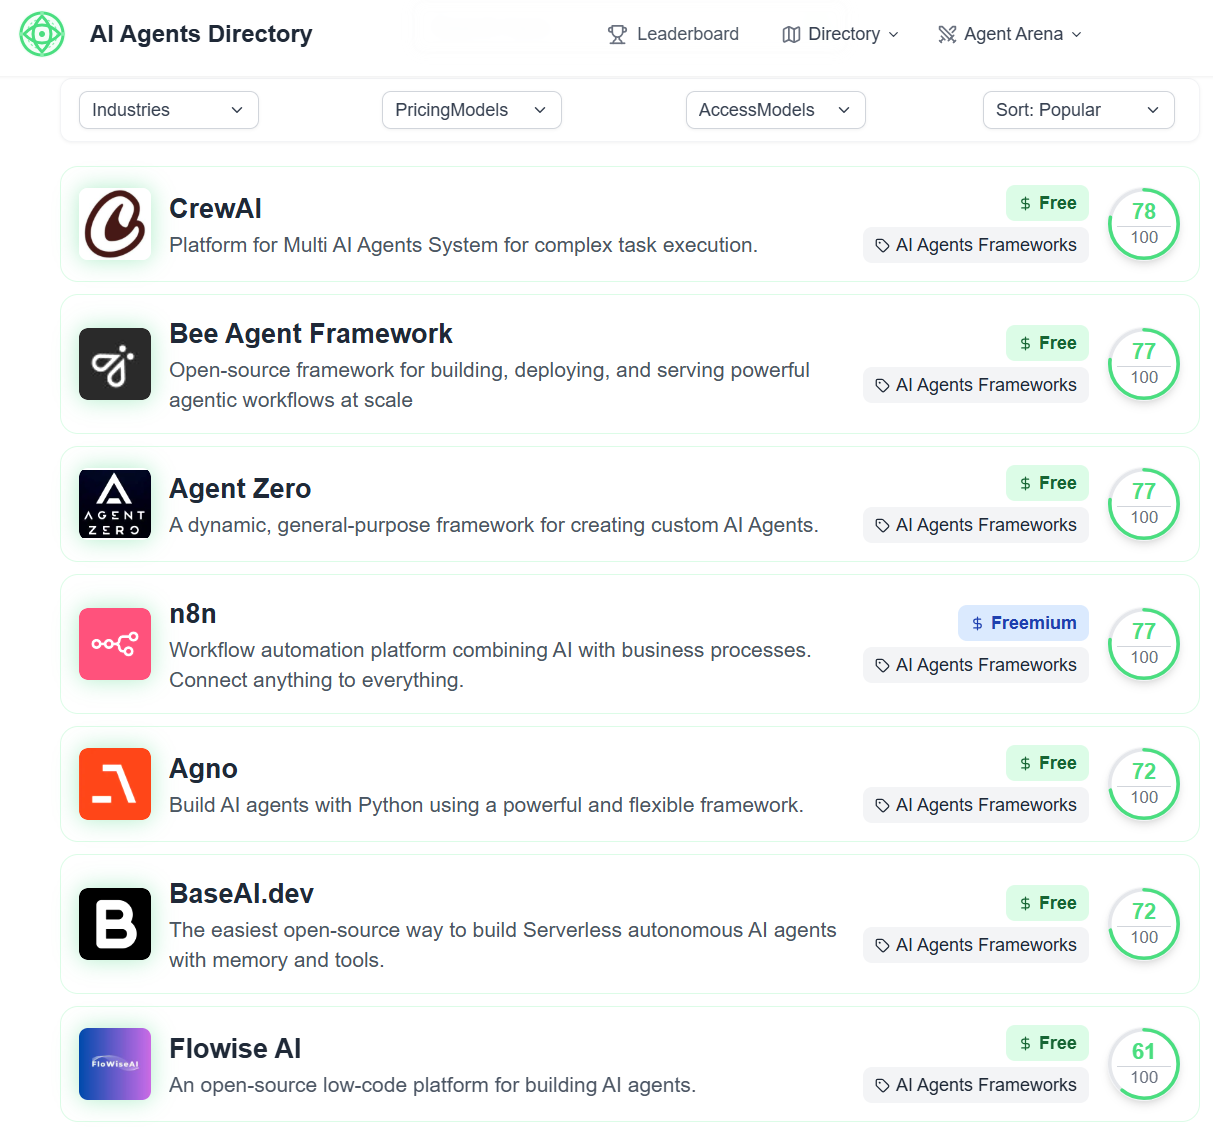 AI Agents Directory
Leaderboard
Directory
Agent Arena
Industries
PricingModels
AccessModels
Sort: Popular
CrewAI
Platform for Multi AI Agents System for complex task execution.
$ Free
AI Agents Frameworks
78
100
Bee Agent Framework
Open-source framework for building, deploying, and serving powerful
agentic workflows at scale
$ Free
AI Agents Frameworks
77
100
AGENT
ZERO
Agent Zero
A dynamic, general-purpose framework for creating custom AI Agents.
$ Free
AI Agents Frameworks
77
100
n8n
Workflow automation platform combining AI with business processes.
Connect anything to everything.
$ Freemium
AI Agents Frameworks
77
100
Agno
Build AI agents with Python using a powerful and flexible framework.
$ Free
AI Agents Frameworks
72
100
B
BaseAI.dev
The easiest open-source way to build Serverless autonomous AI agents
with memory and tools.
$ Free
AI Agents Frameworks
72
100
FloWiseAI
Flowise AI
An open-source low-code platform for building AI agents.
$ Free
AI Agents Frameworks
61
100